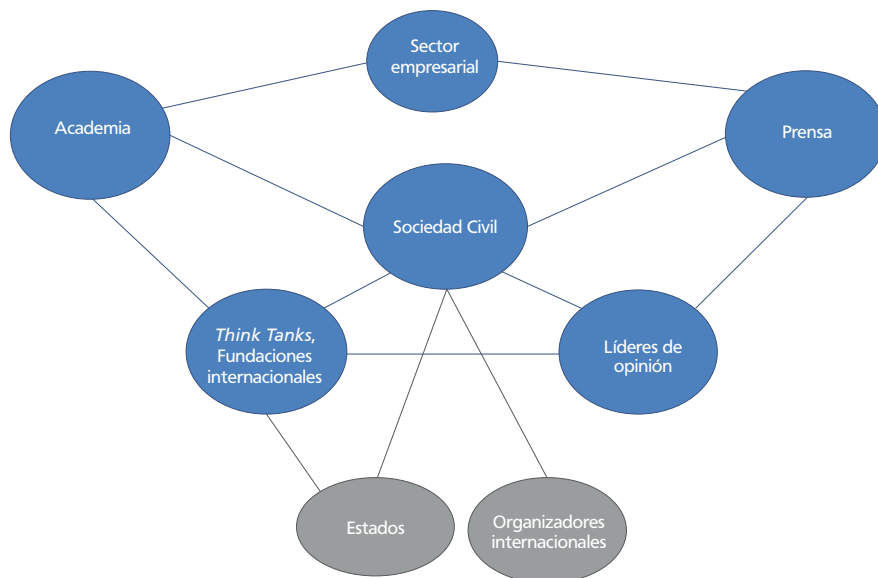 Sector
empresarial
Academia
Prensa
Sociedad Civil
Think Tanks,
Fundaciones
internacionales
Líderes de
opinión
Estados
Organizadores
internacionales